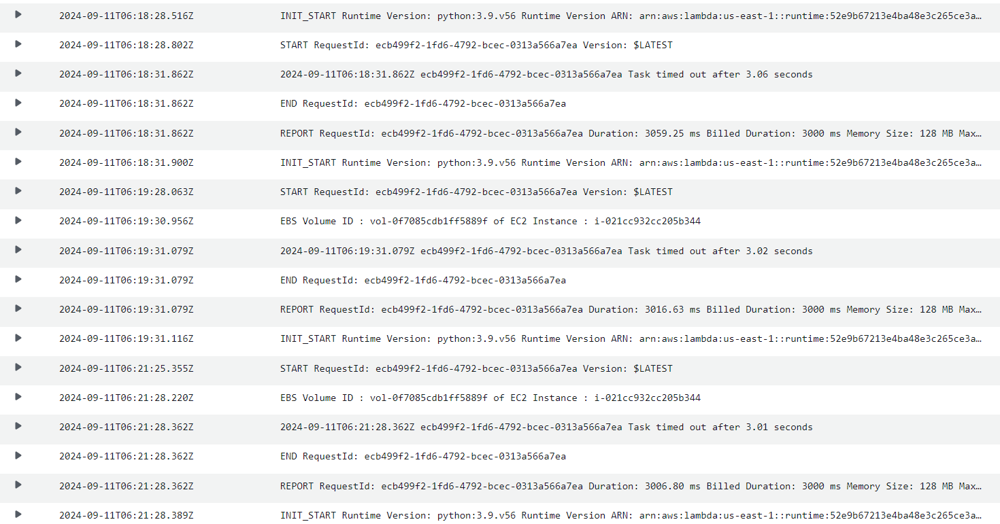 2024-09-11T06:18:28.516Z INIT_START Runtime Version: python:3.9.v56 Runtime Version ARN: arn:aws:lambda:us-east-1::runtime:52e9b67213e4ba48e3c265ce3a…
2024-09-11T06:18:28.802Z START RequestId: ecb499f2-1fd6-4792-bcec-0313a566a7ea Version: $LATEST
2024-09-11T06:18:31.862Z 2024-09-11T06:18:31.862Z ecb499f2-1fd6-4792-bcec-0313a566a7ea Task timed out after 3.06 seconds
2024-09-11T06:18:31.862Z END RequestId: ecb499f2-1fd6-4792-bcec-0313a566a7ea
2024-09-11T06:18:31.862Z REPORT RequestId: ecb499f2-1fd6-4792-bcec-0313a566a7ea Duration: 3059.25 ms Billed Duration: 3000 ms Memory Size: 128 MB Max…
2024-09-11T06:18:31.900Z INIT_START Runtime Version: python:3.9.v56 Runtime Version ARN: arn:aws:lambda:us-east-1::runtime:52e9b67213e4ba48e3c265ce3a…
2024-09-11T06:19:28.063Z START RequestId: ecb499f2-1fd6-4792-bcec-0313a566a7ea Version: $LATEST
2024-09-11T06:19:30.956Z EBS Volume ID : vol-0f7085cdb1ff5889f of EC2 Instance : i-021cc932cc205b344
2024-09-11T06:19:31.079Z 2024-09-11T06:19:31.079Z ecb499f2-1fd6-4792-bcec-0313a566a7ea Task timed out after 3.02 seconds
2024-09-11T06:19:31.079Z END RequestId: ecb499f2-1fd6-4792-bcec-0313a566a7ea
2024-09-11T06:19:31.079Z REPORT RequestId: ecb499f2-1fd6-4792-bcec-0313a566a7ea Duration: 3016.63 ms Billed Duration: 3000 ms Memory Size: 128 MB Max…
2024-09-11T06:19:31.116Z INIT_START Runtime Version: python:3.9.v56 Runtime Version ARN: arn:aws:lambda:us-east-1::runtime:52e9b67213e4ba48e3c265ce3a…
2024-09-11T06:21:25.355Z START RequestId: ecb499f2-1fd6-4792-bcec-0313a566a7ea Version: $LATEST
2024-09-11T06:21:28.220Z EBS Volume ID : vol-0f7085cdb1ff5889f of EC2 Instance : i-021cc932cc205b344
2024-09-11T06:21:28.362Z 2024-09-11T06:21:28.362Z ecb499f2-1fd6-4792-bcec-0313a566a7ea Task timed out after 3.01 seconds
2024-09-11T06:21:28.362Z END RequestId: ecb499f2-1fd6-4792-bcec-0313a566a7ea
2024-09-11T06:21:28.362Z REPORT RequestId: ecb499f2-1fd6-4792-bcec-0313a566a7ea Duration: 3006.80 ms Billed Duration: 3000 ms Memory Size: 128 MB Max…
2024-09-11T06:21:28.389Z INIT_START Runtime Version: python:3.9.v56 Runtime Version ARN: arn:aws:lambda:us-east-1::runtime:52e9b67213e4ba48e3c265ce3a…